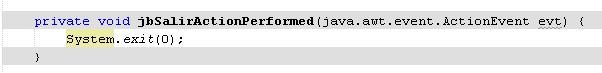 private void jbSalirActionPerformed(java.awt.event.ActionEvent evt) {
System.exit(0);
}